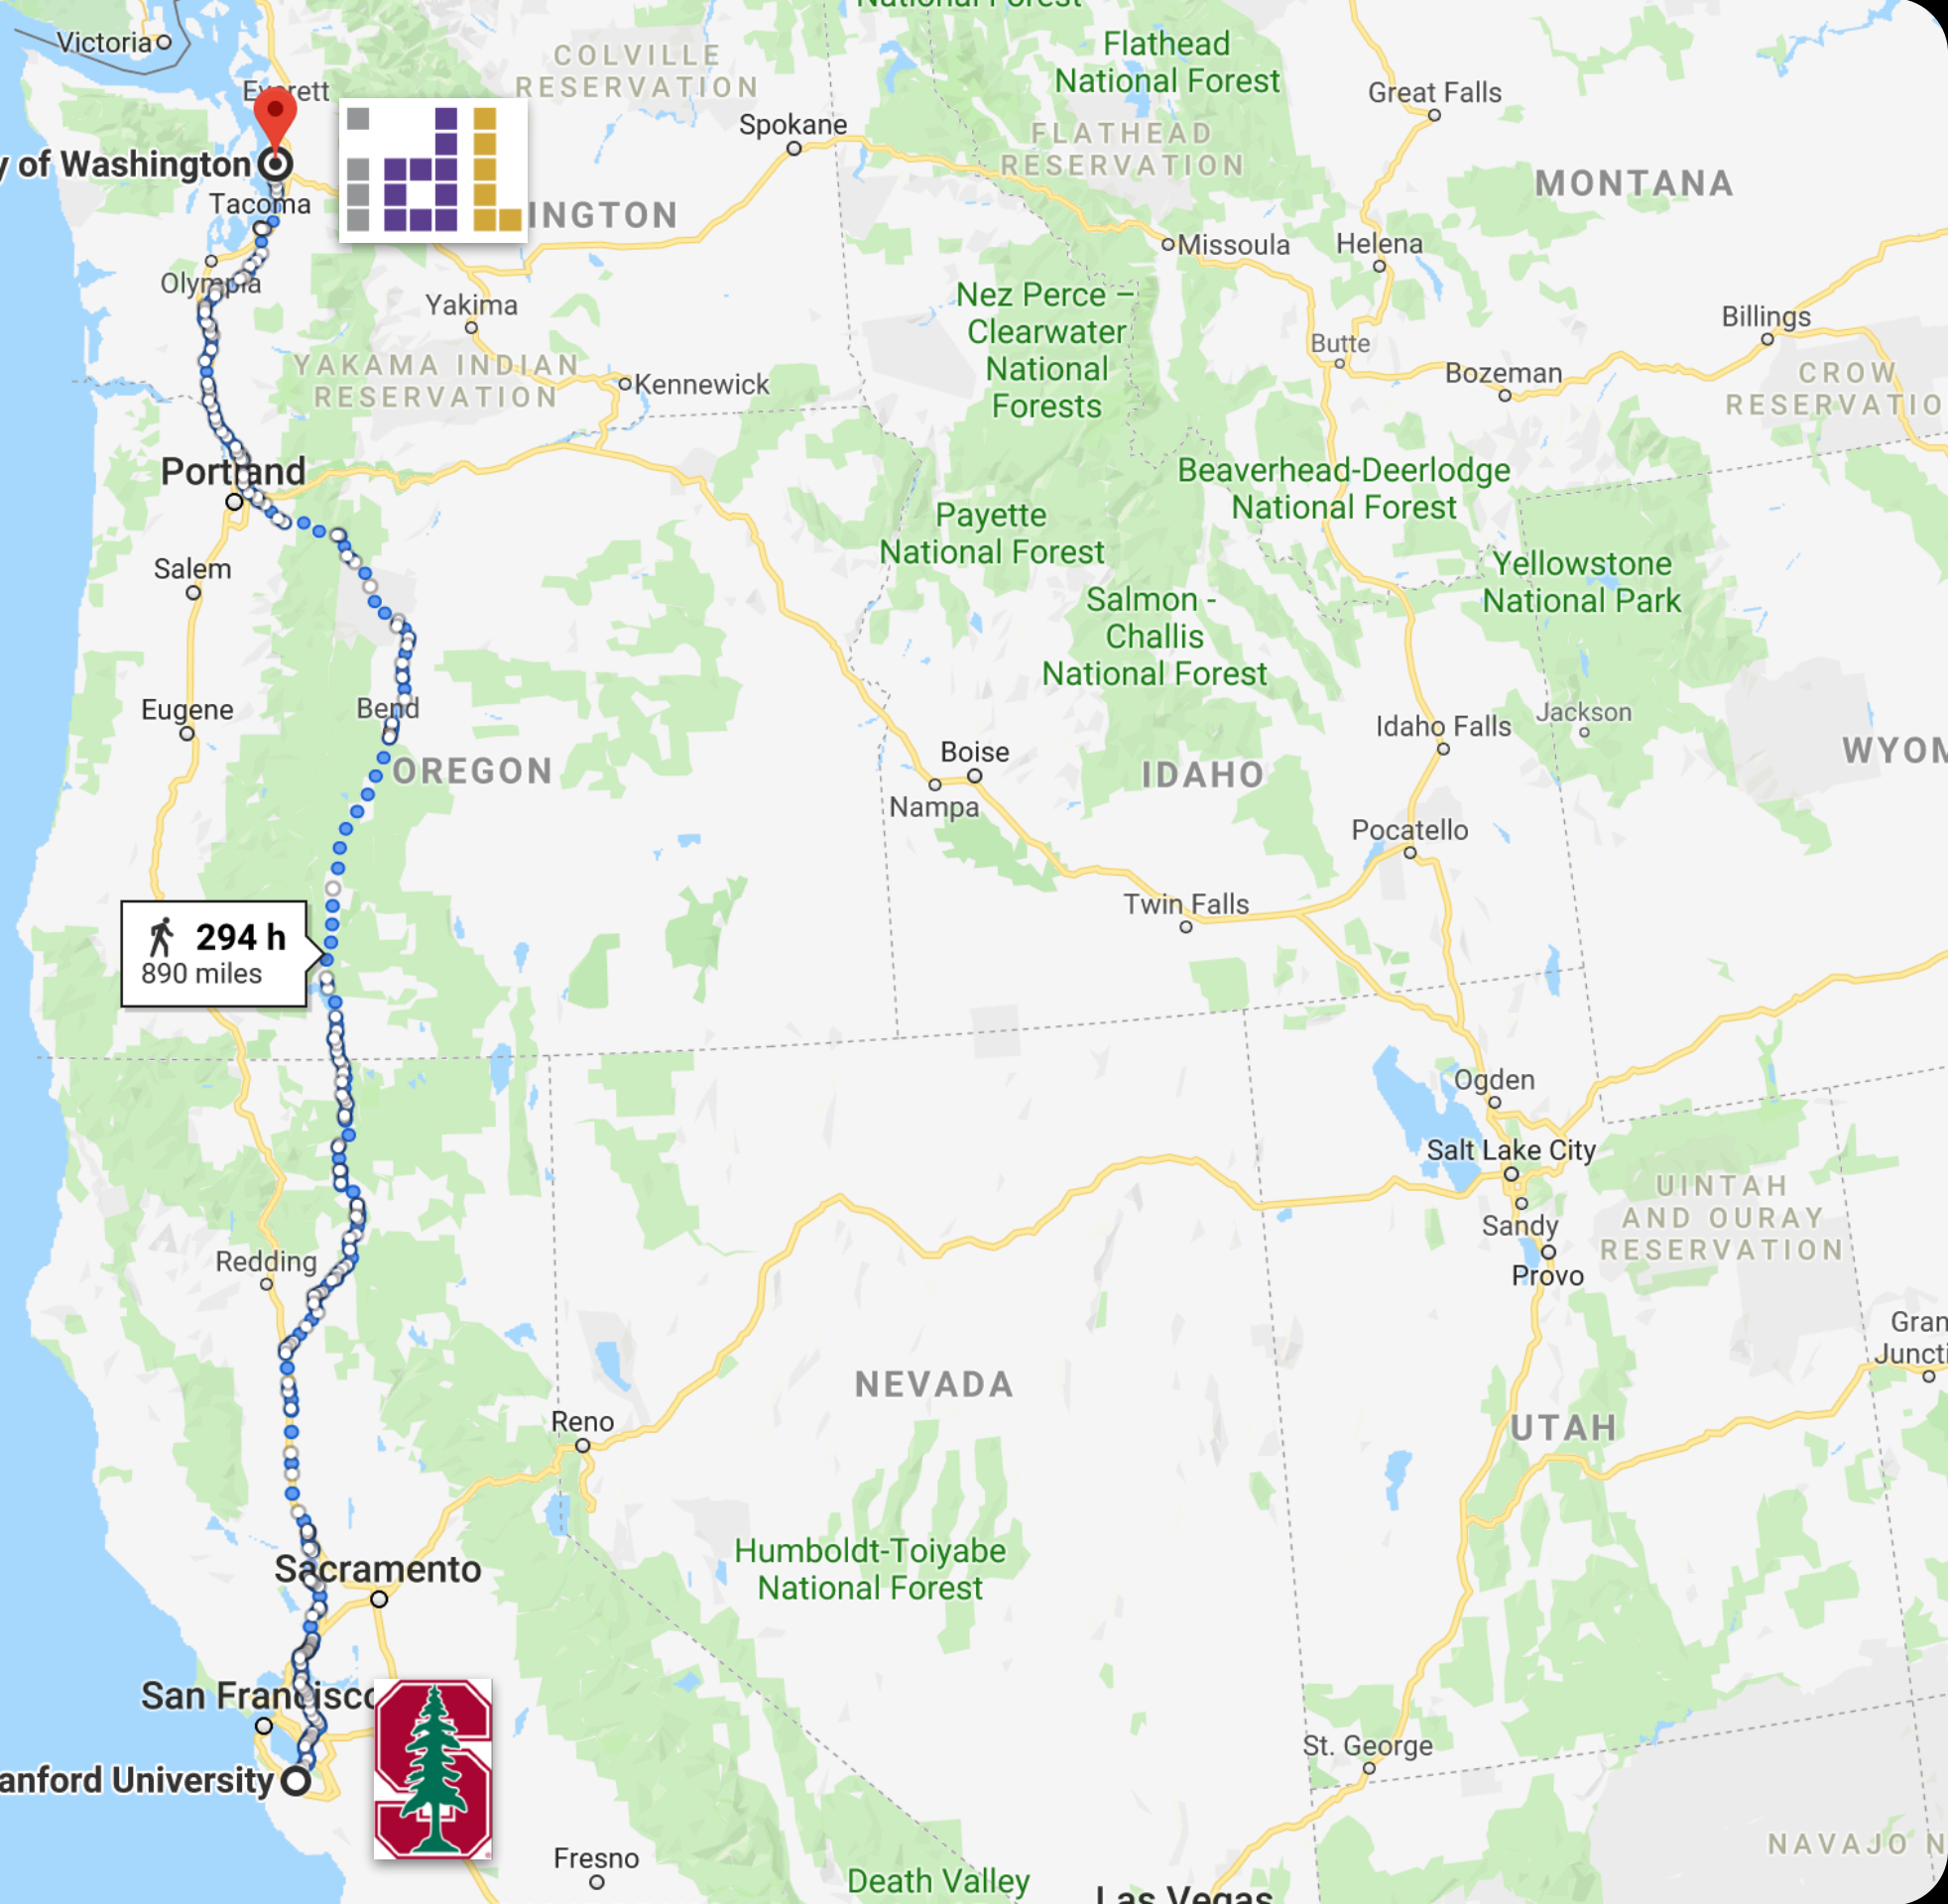 National Forest
Victoria
COLVILLE
RESERVATION
Flathead
National Forest
Great Falls
Everett
Spokane
FLATHEAD
RESERVATION
y of Washington
MONTANA
Tacoma
idL
INGTON
Missoula
Helena
Olympia
Yakima
Nez Perce –
Clearwater
National
Forests
Billings
Butte
YAKAMA INDIAN
RESERVATION
Kennewick
Bozeman
CROW
RESERVATIO
Portland
Beaverhead-Deerlodge
National Forest
Payette
National Forest
Salem
Yellowstone
National Park
Salmon -
Challis
National Forest
Eugene
Bend
Idaho Falls
Jackson
OREGON
Boise
Nampa
IDAHO
WYOM
Pocatello
Twin Falls
294 h
890 miles
Ogden
Salt Lake City
Sandy
Provo
UINTAH
AND OURAY
RESERVATION
Redding
Gran
Juncti
NEVADA
Reno
UTAH
Humboldt-Toiyabe
National Forest
Sacramento
San Francisco
S
St. George
anford University
Fresno
Death Valley
NAVAJO N
Las Vegas